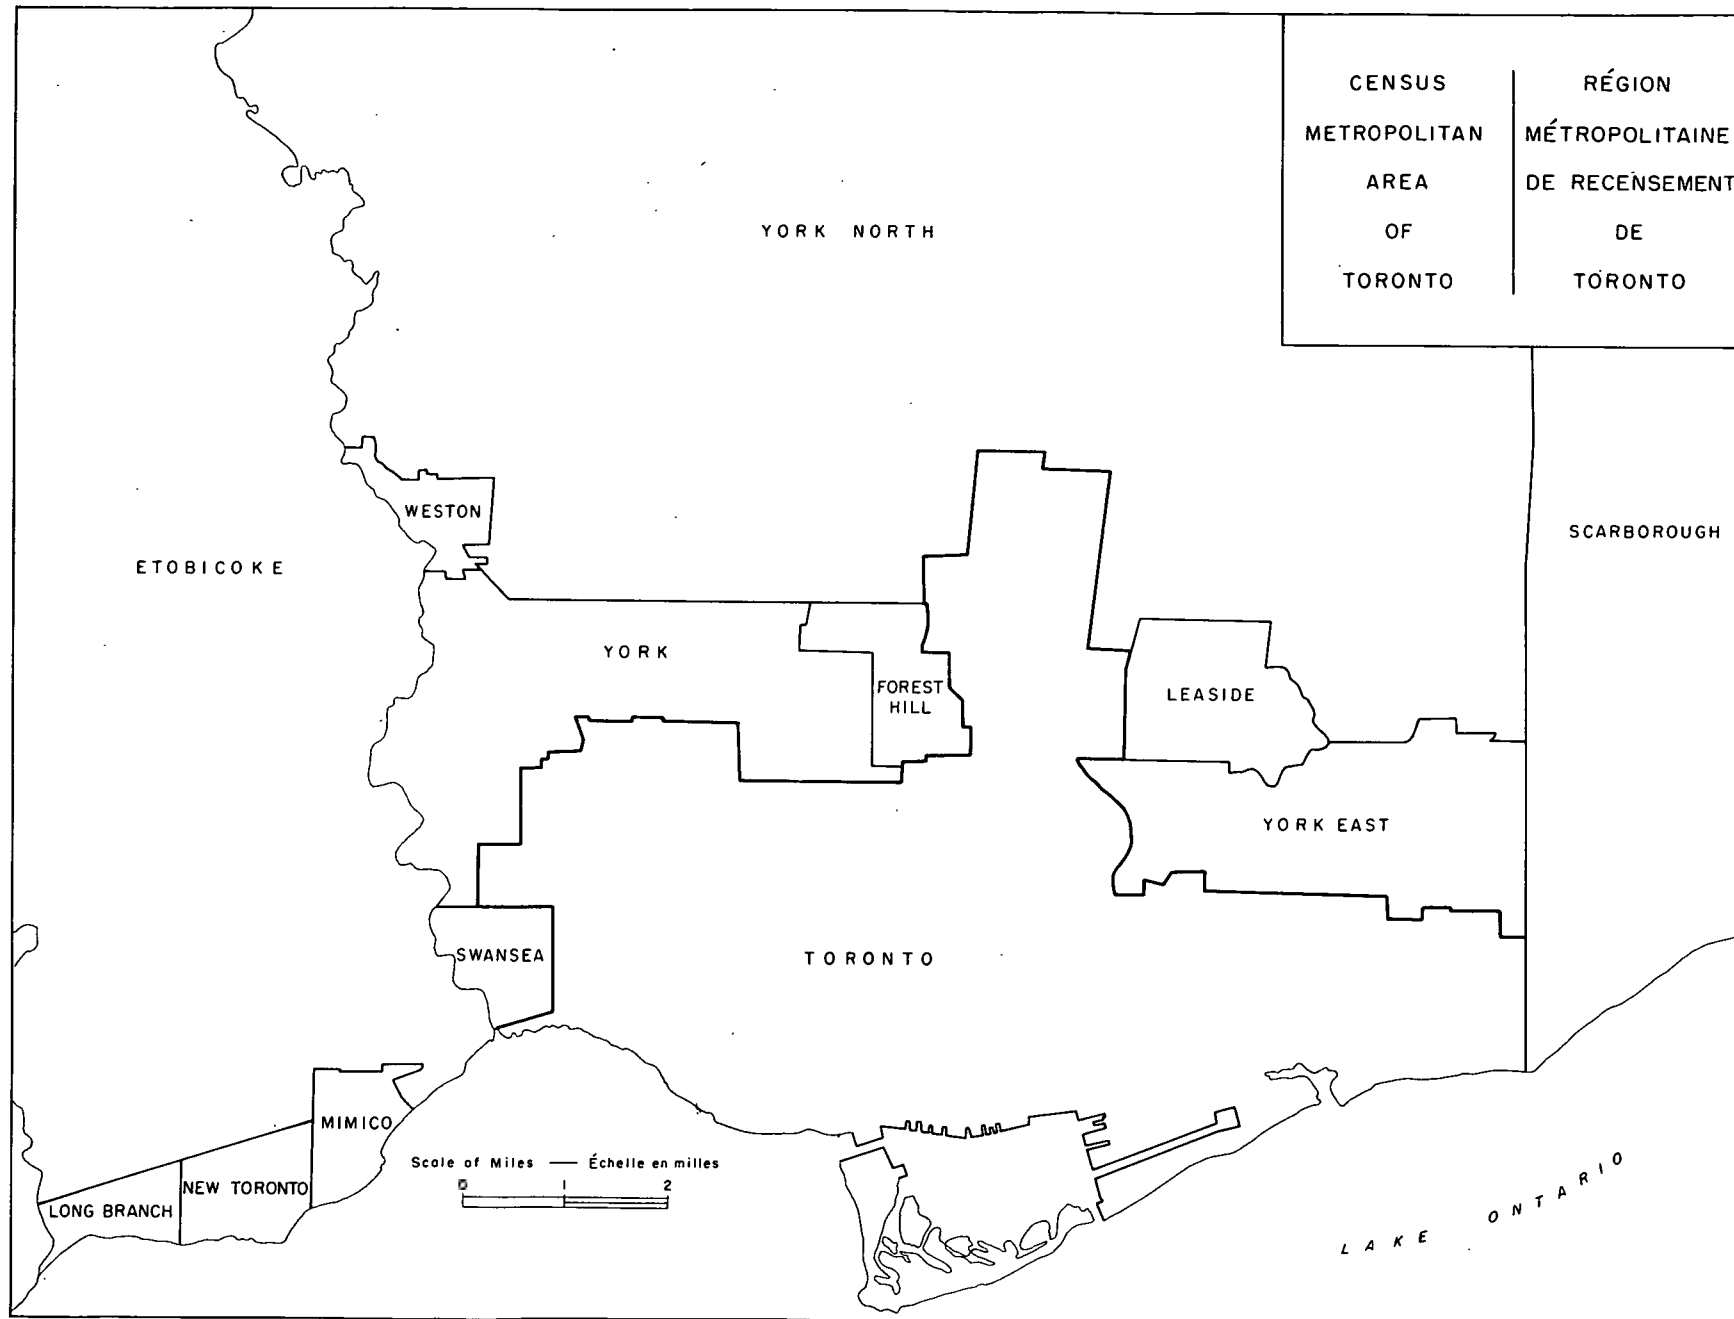 CENSUS
METROPOLITAN
AREA
OF
TORONTO
RÉGION
MÉTROPOLITAINE
DE RECENSEMENT
DE
TORONTO
YORK NORTH
WESTON
SCARBOROUGH
ETOBICOKE
YORK
FOREST
HILL
LEASIDE
YORK EAST
SWANSEA
TORONTO
MIMICO
Scale of Miles — Échelle en milles
0 1 2
NEW TORONTO
LONG BRANCH
LAKE ONTARIO